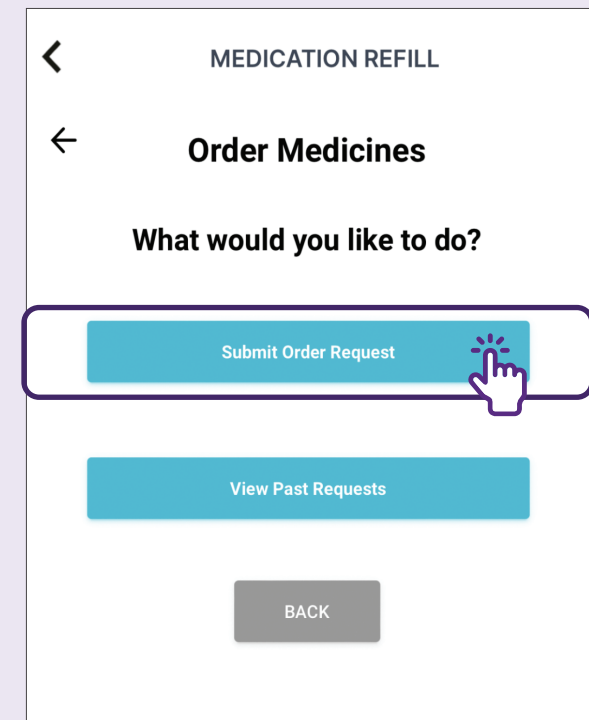 MEDICATION REFILL
Order Medicines
What would you like to do?
Submit Order Request
View Past Requests
BACK